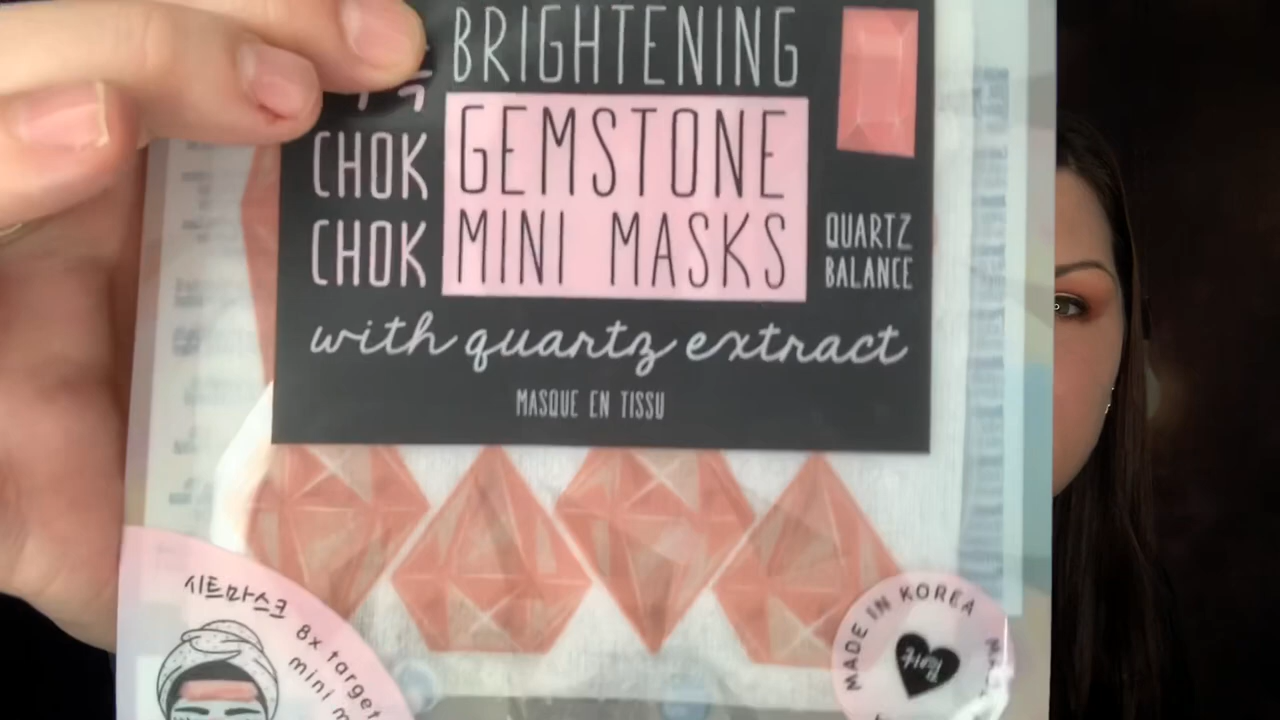 BRIGHTENING
CHOK
GEMSTONE
CHOK
MINI MASKS
QUARTZ
BALANCE
with quartz extract
MASQUE EN TISSU
시트마스크
8x target
mini
MADE IN KOREA